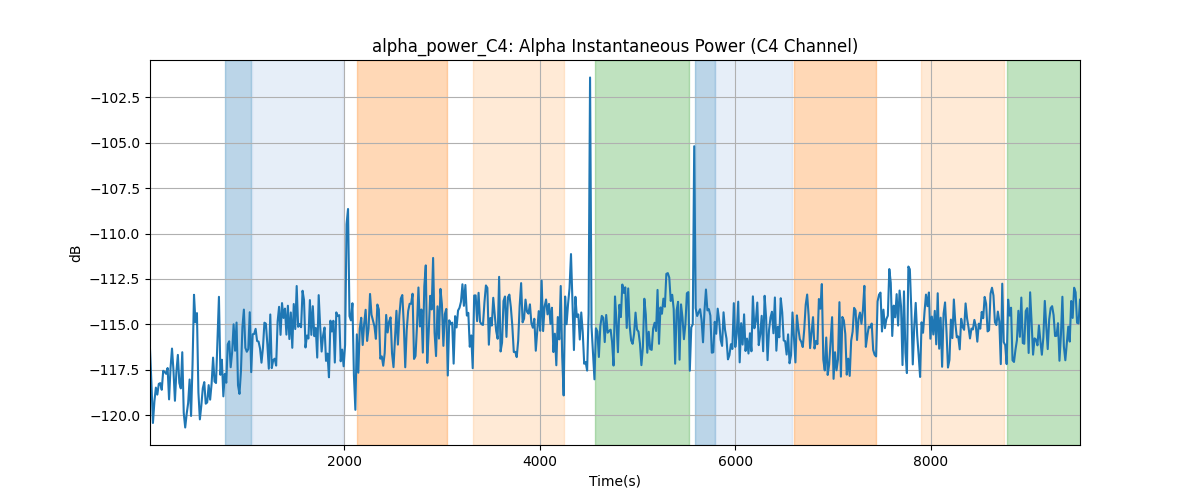 alpha_power_C4: Alpha Instantaneous Power (C4 Channel)
−102.5
−105.0
−107.5
−110.0
−112.5
−115.0
−117.5
−120.0
dB
2000 4000 6000 8000
Time(s)